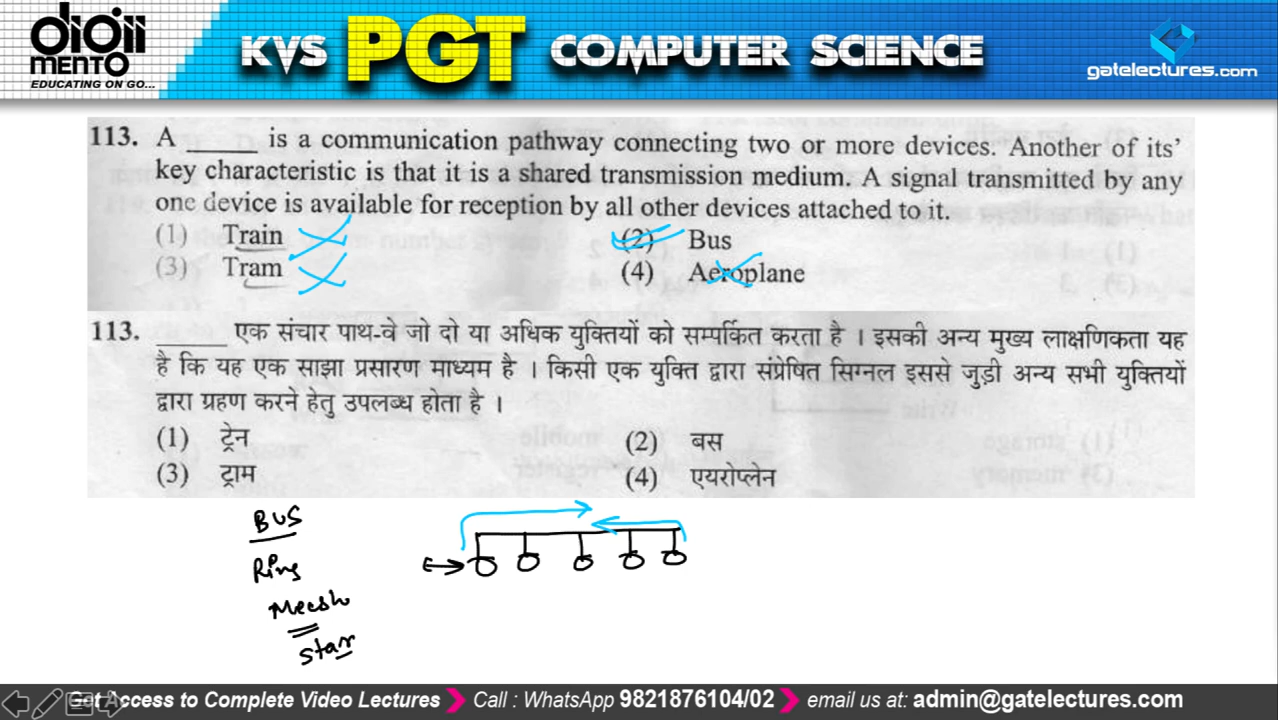 digii
MENTO
EDUCATING ON GO...
KVS PGT COMPUTER SCIENCE
gatelectures.com
113. A _____ is a communication pathway connecting two or more devices. Another of its’
key characteristic is that it is a shared transmission medium. A signal transmitted by any
one device is available for reception by all other devices attached to it.
(1) Train (2) Bus
(3) Tram (4) Aeroplane
113. _____ एक संचार पाथ-वे जो दो या अधिक युक्तियों को सम्पर्कित करता है । इसकी अन्य मुख्य लाक्षणिकता यह
है कि यह एक साझा प्रसारण माध्यम है । किसी एक युक्ति द्वारा संप्रेषित सिग्नल इससे जुड़ी अन्य सभी युक्तियों
द्वारा ग्रहण करने हेतु उपलब्ध होता है ।
(1) ट्रेन (2) बस
(3) ट्राम (4) एयरोप्लेन
BUS
Ring
Meesh
Star
Get Access to Complete Video Lectures Call : WhatsApp 9821876104/02 email us at: admin@gatelectures.com